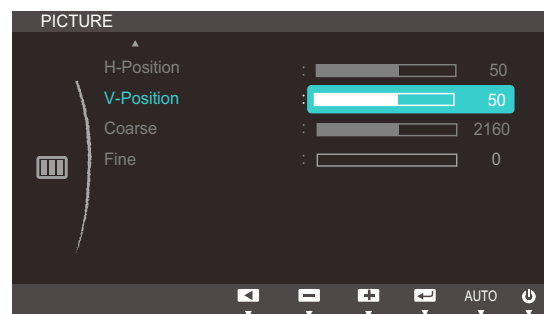 PICTURE
H-Position : 50
V-Position : 50
Coarse : 2160
Fine : 0
AUTO